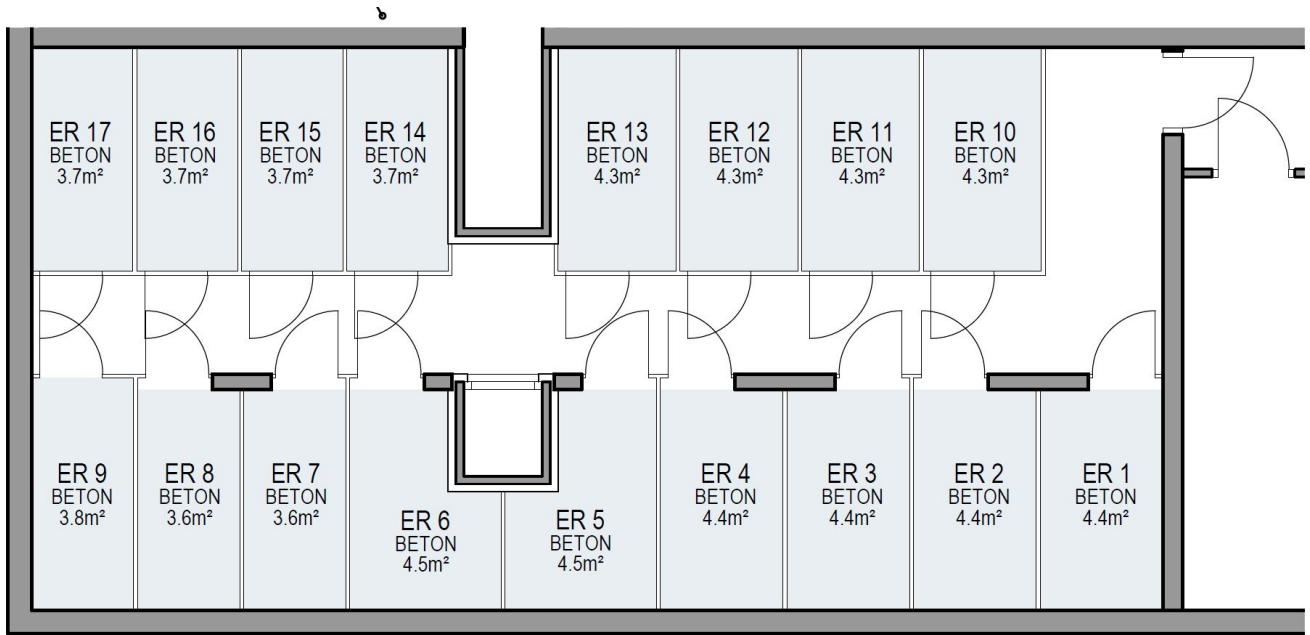 ER 17
BETON
3.7m²
ER 16
BETON
3.7m²
ER 15
BETON
3.7m²
ER 14
BETON
3.7m²
ER 13
BETON
4.3m²
ER 12
BETON
4.3m²
ER 11
BETON
4.3m²
ER 10
BETON
4.3m²
ER 9
BETON
3.8m²
ER 8
BETON
3.6m²
ER 7
BETON
3.6m²
ER 6
BETON
4.5m²
ER 5
BETON
4.5m²
ER 4
BETON
4.4m²
ER 3
BETON
4.4m²
ER 2
BETON
4.4m²
ER 1
BETON
4.4m²